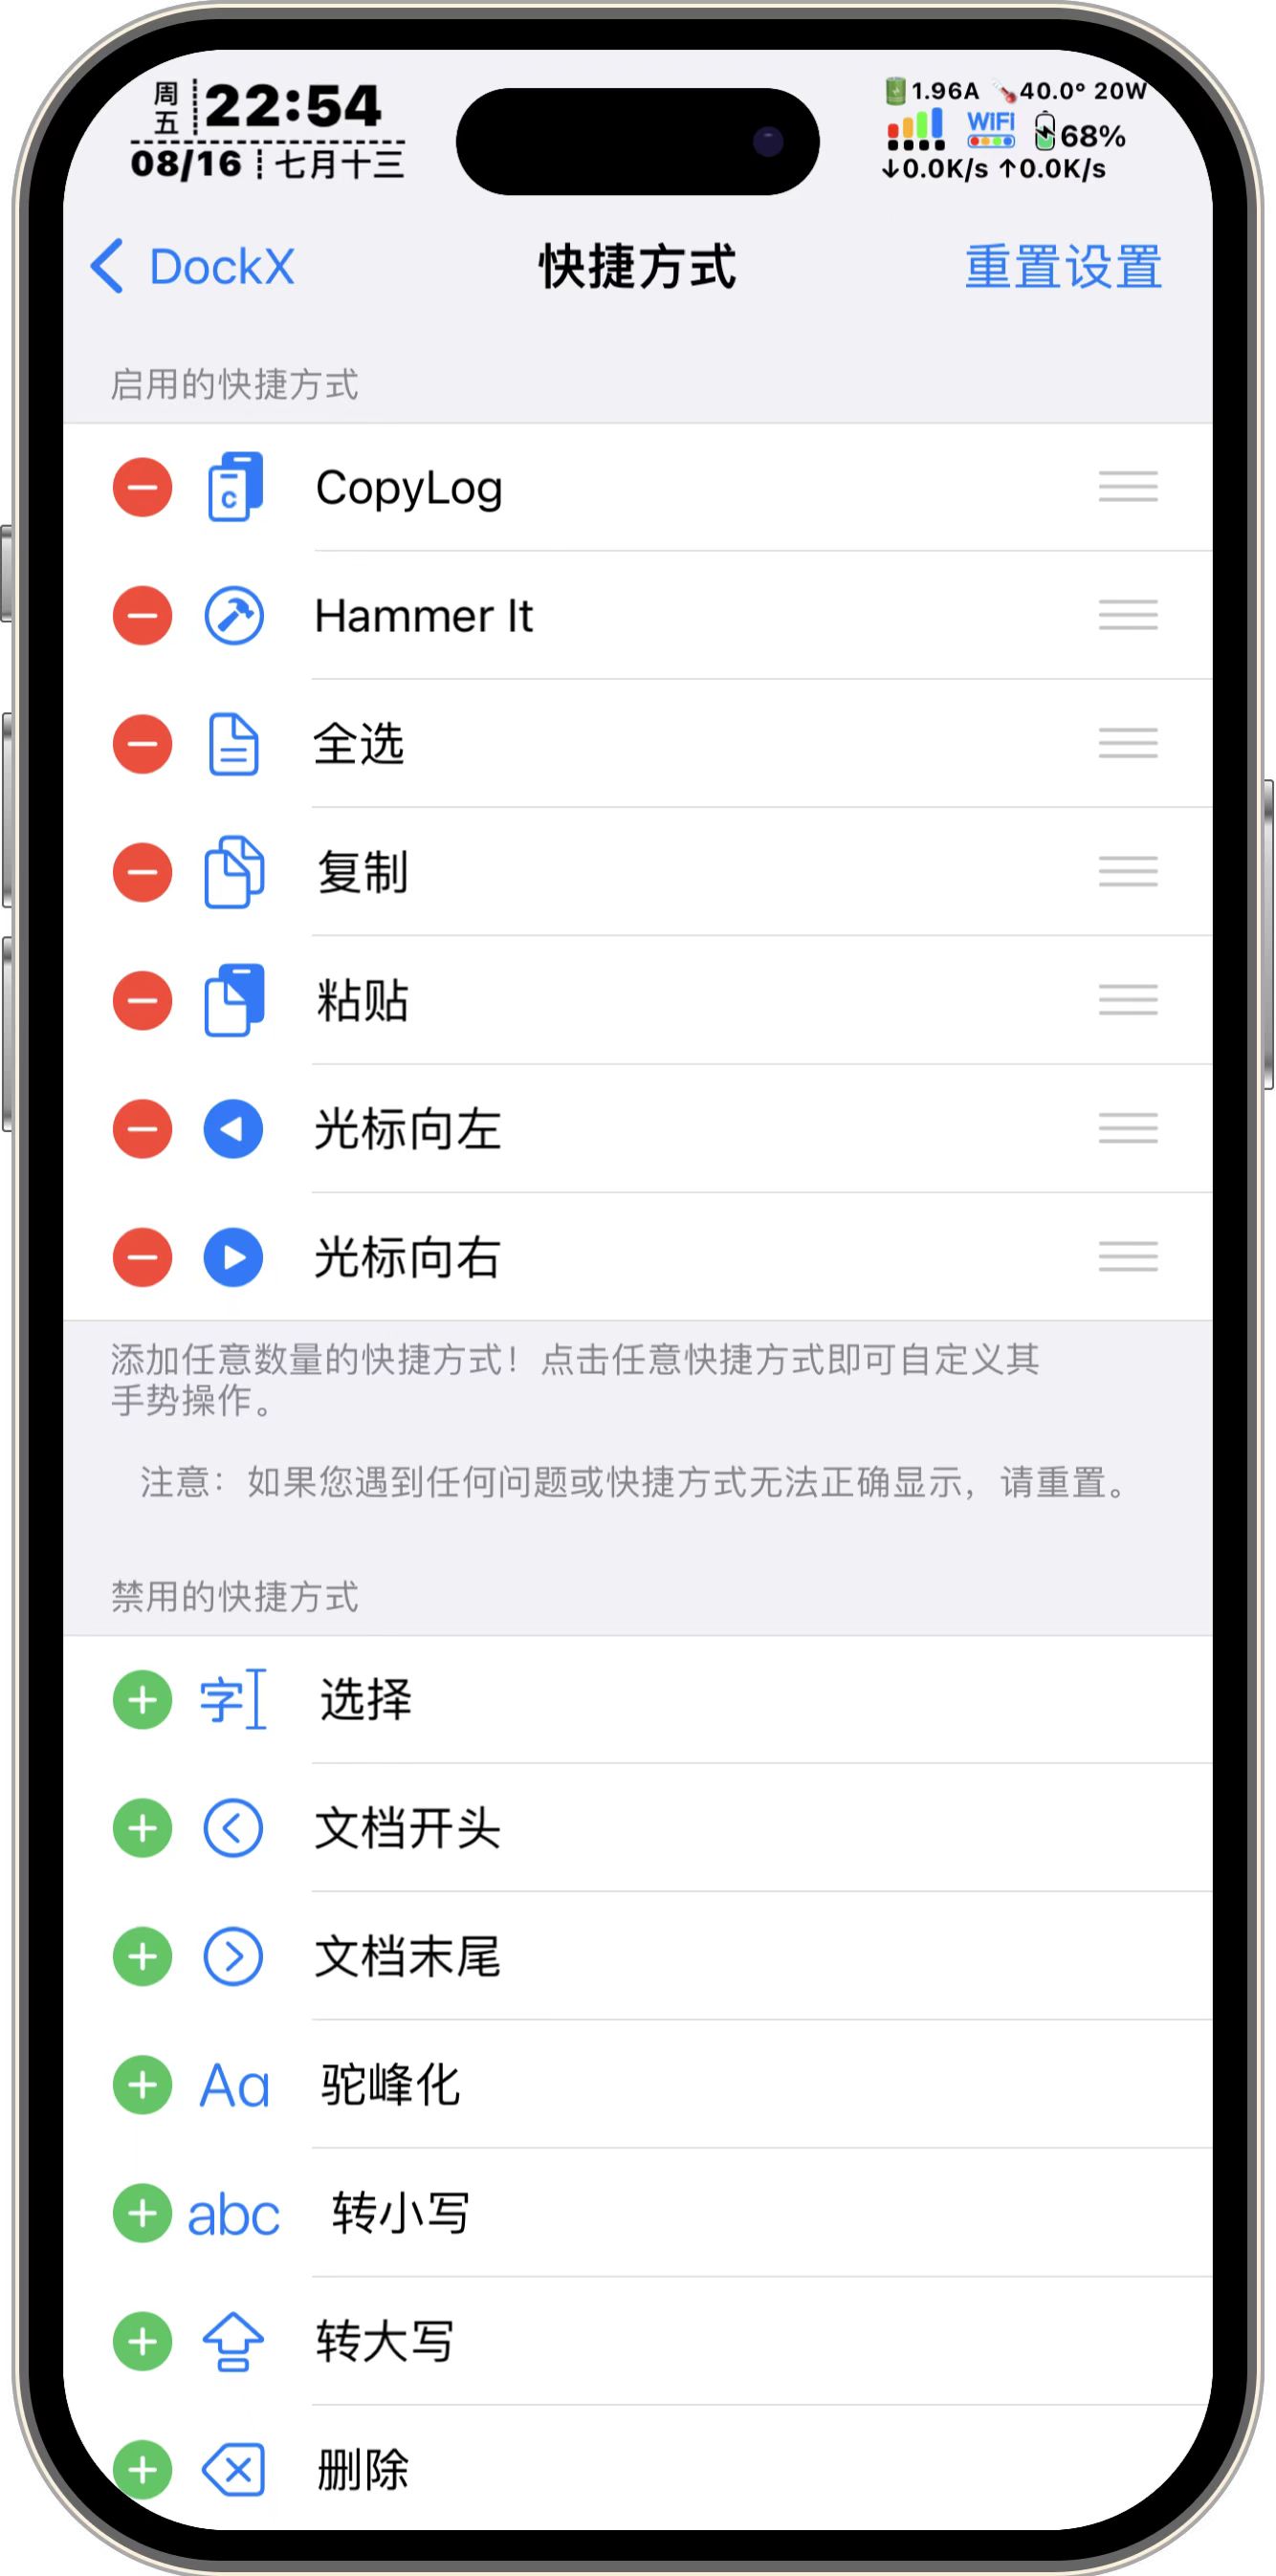 周五 22:54
08/16 七月十三
1.96A 40.0° 20W
WiFi 68%
↓0.0K/s ↑0.0K/s
DockX
快捷方式
重置设置
启用的快捷方式
C CopyLog
Hammer It
全选
复制
粘贴
光标向左
光标向右
添加任意数量的快捷方式！点击任意快捷方式即可自定义其
手势操作。
注意：如果您遇到任何问题或快捷方式无法正确显示，请重置。
禁用的快捷方式
字 选择
文档开头
文档末尾
Aa 驼峰化
abc 转小写
转大写
删除